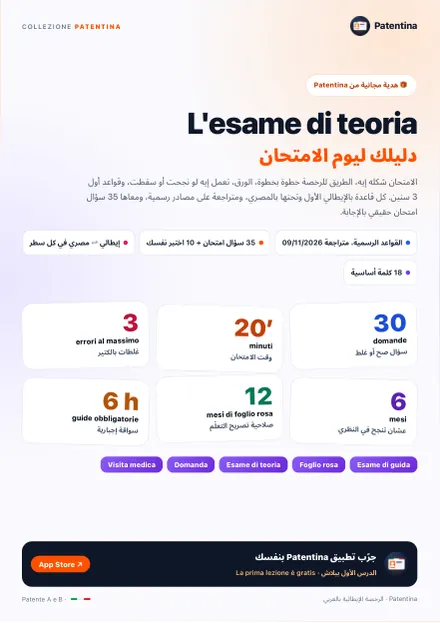 COLLEZIONE PATENTINA
Patentina
هدية مجانية من Patentina
L'esame di teoria
دليلك ليوم الامتحان
الامتحان شكله إيه، الطريق للرخصة خطوة بخطوة، الورق، تعمل إيه لو نجحت أو سقطت، وقواعد أول
3 سنين. كل قاعدة بالإيطالي الأول وتحتها بالمصري، ومتراجعة على مصادر رسمية، ومعاها 35 سؤال
امتحان حقيقي بالإجابة.
القواعد الرسمية، متراجعة 09/11/2026
35 سؤال امتحان + 10 اختبر نفسك
إيطالي ← مصري في كل سطر
18 كلمة أساسية
30
domande
سؤال صح أو غلط
20’
minuti
وقت الامتحان
3
errori al massimo
غلطات بالكتير
6
mesi
عشان تنجح في النظري
12
mesi di foglio rosa
صلاحية تصريح التعلّم
6 h
guide obbligatorie
سواقة إجبارية
Esame di guida
Foglio rosa
Esame di teoria
Domanda
Visita medica
جرّب تطبيق Patentina بنفسك
الدرس الأول ببلاش · La prima lezione è gratis
App Store ↗
Patentina · الرخصة الإيطالية بالعربي
Patente A e B ·